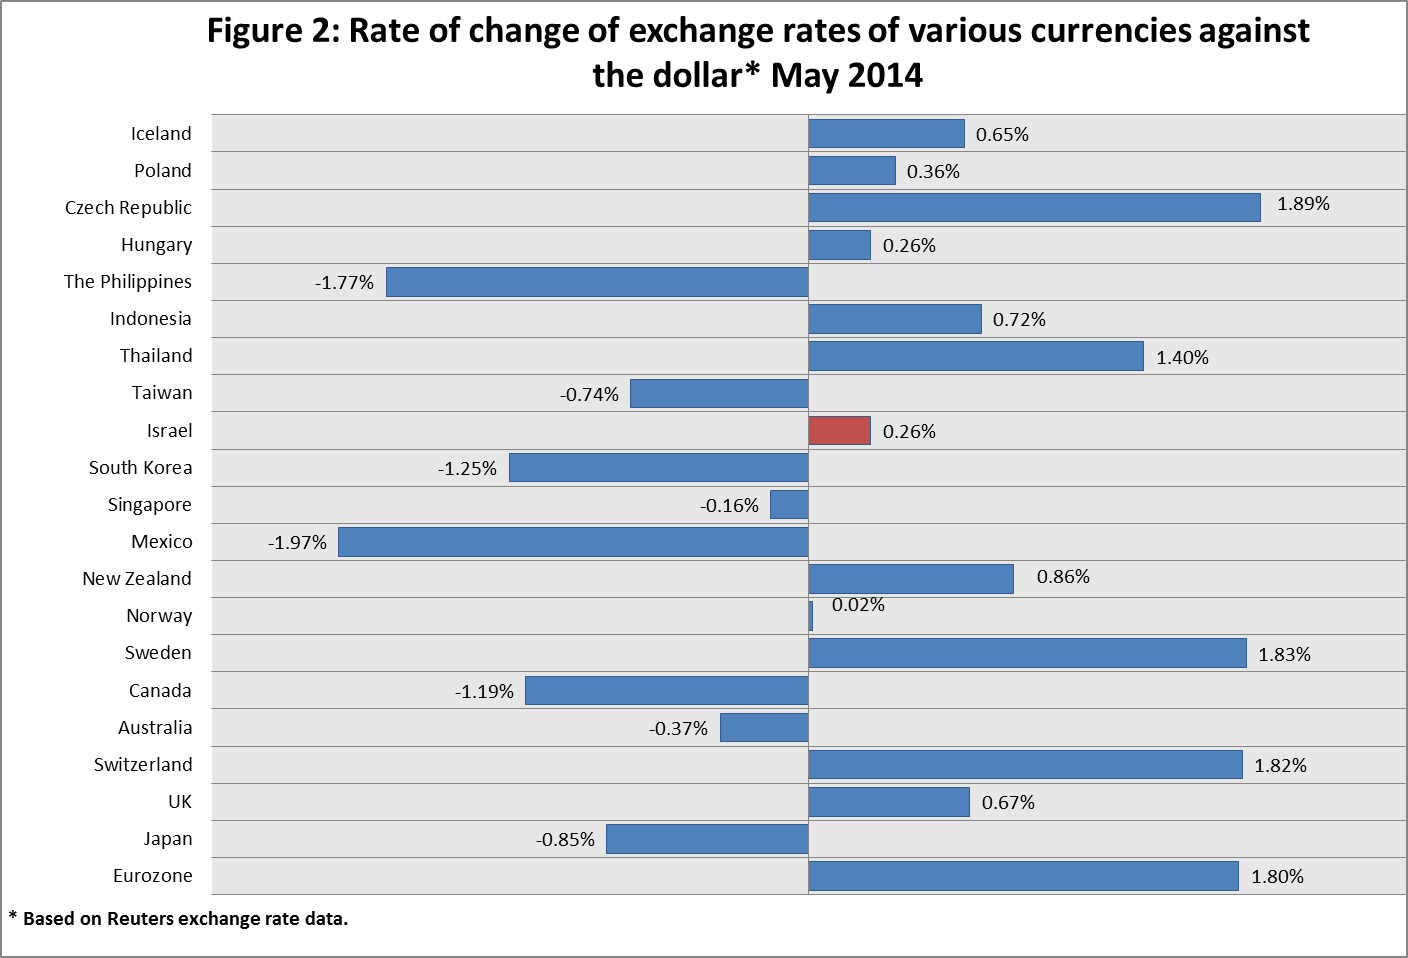 Figure 2: Rate of change of exchange rates of various currencies against
the dollar* May 2014
Iceland 0.65%
Poland 0.36%
Czech Republic 1.89%
Hungary 0.26%
The Philippines -1.77%
Indonesia 0.72%
Thailand 1.40%
Taiwan -0.74%
Israel 0.26%
South Korea -1.25%
Singapore -0.16%
Mexico -1.97%
New Zealand 0.86%
Norway 0.02%
Sweden 1.83%
Canada -1.19%
Australia -0.37%
Switzerland 1.82%
UK 0.67%
Japan -0.85%
Eurozone 1.80%
* Based on Reuters exchange rate data.